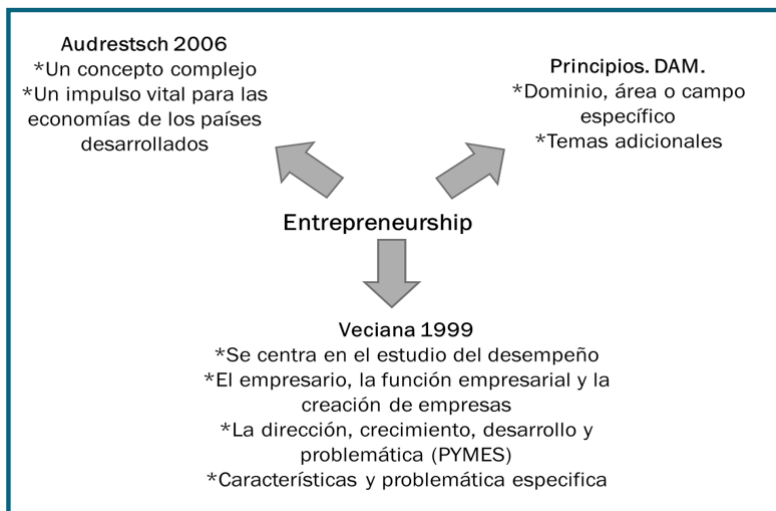 Audrestsch 2006
*Un concepto complejo
*Un impulso vital para las
economías de los países
desarrollados
Principios. DAM.
*Dominio, área o campo
específico
*Temas adicionales
Entrepreneurship
Veciana 1999
*Se centra en el estudio del desempeño
*El empresario, la función empresarial y la
creación de empresas
*La dirección, crecimiento, desarrollo y
problemática (PYMES)
*Características y problemática especifica